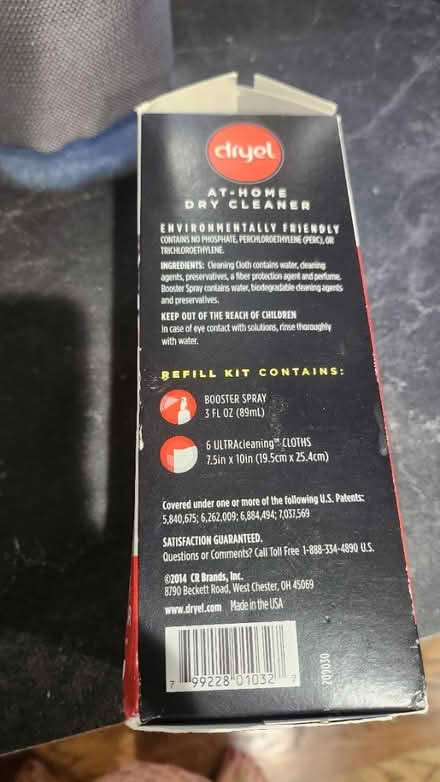 dryel
AT-HOME
DRY CLEANER
ENVIRONMENTALLY FRIENDLY
CONTAINS NO PHOSPHATE, PERCHLOROETHYLENE (PERC), OR
TRICHLOROETHYLENE.
INGREDIENTS: Cleaning Cloth contains water, cleaning
agents, preservatives, a fiber protection agent and perfume.
Booster Spray contains water, biodegradable cleaning agents
and preservatives.
KEEP OUT OF THE REACH OF CHILDREN
In case of eye contact with solutions, rinse thoroughly
with water.
REFILL KIT CONTAINS:
BOOSTER SPRAY
3 FL OZ (89mL)
6 ULTRAcleaning™ CLOTHS
7.5in x 10in (19.5cm x 25.4cm)
Covered under one or more of the following U.S. Patents:
5,840,675; 6,262,009; 6,884,494; 7,037,569
SATISFACTION GUARANTEED.
Questions or Comments? Call Toll Free 1-888-334-4890 U.S.
©2014 CR Brands, Inc.
8790 Beckett Road, West Chester, OH 45069
www.dryel.com Made in the USA
7 99228 01032 7
209030